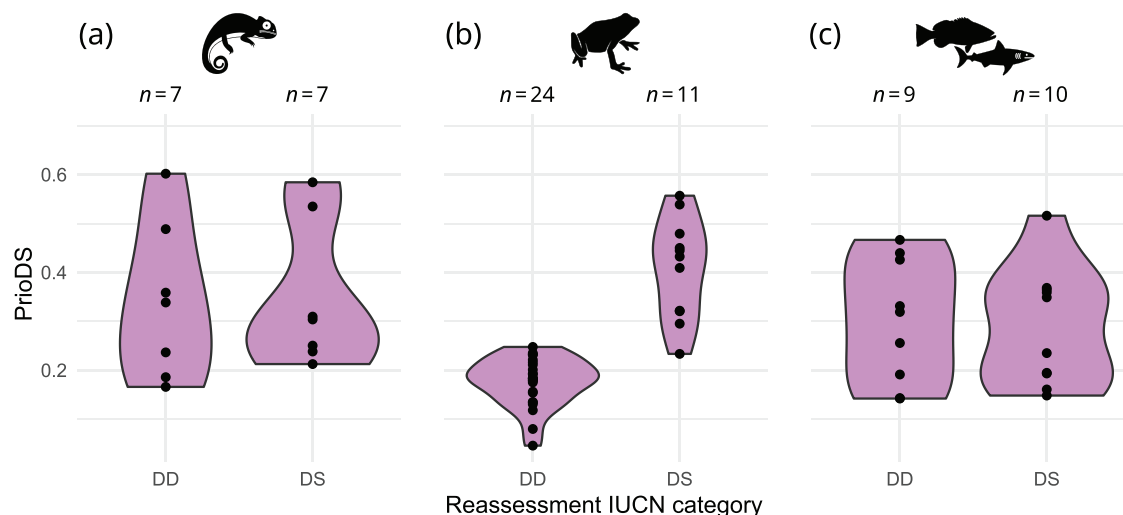 (a) (b) (c)
n=7 n=7 n=24 n=11 n=9 n=10
0.6
0.4
0.2
PrioDS
DD DS DD DS DD DS
Reassessment IUCN category